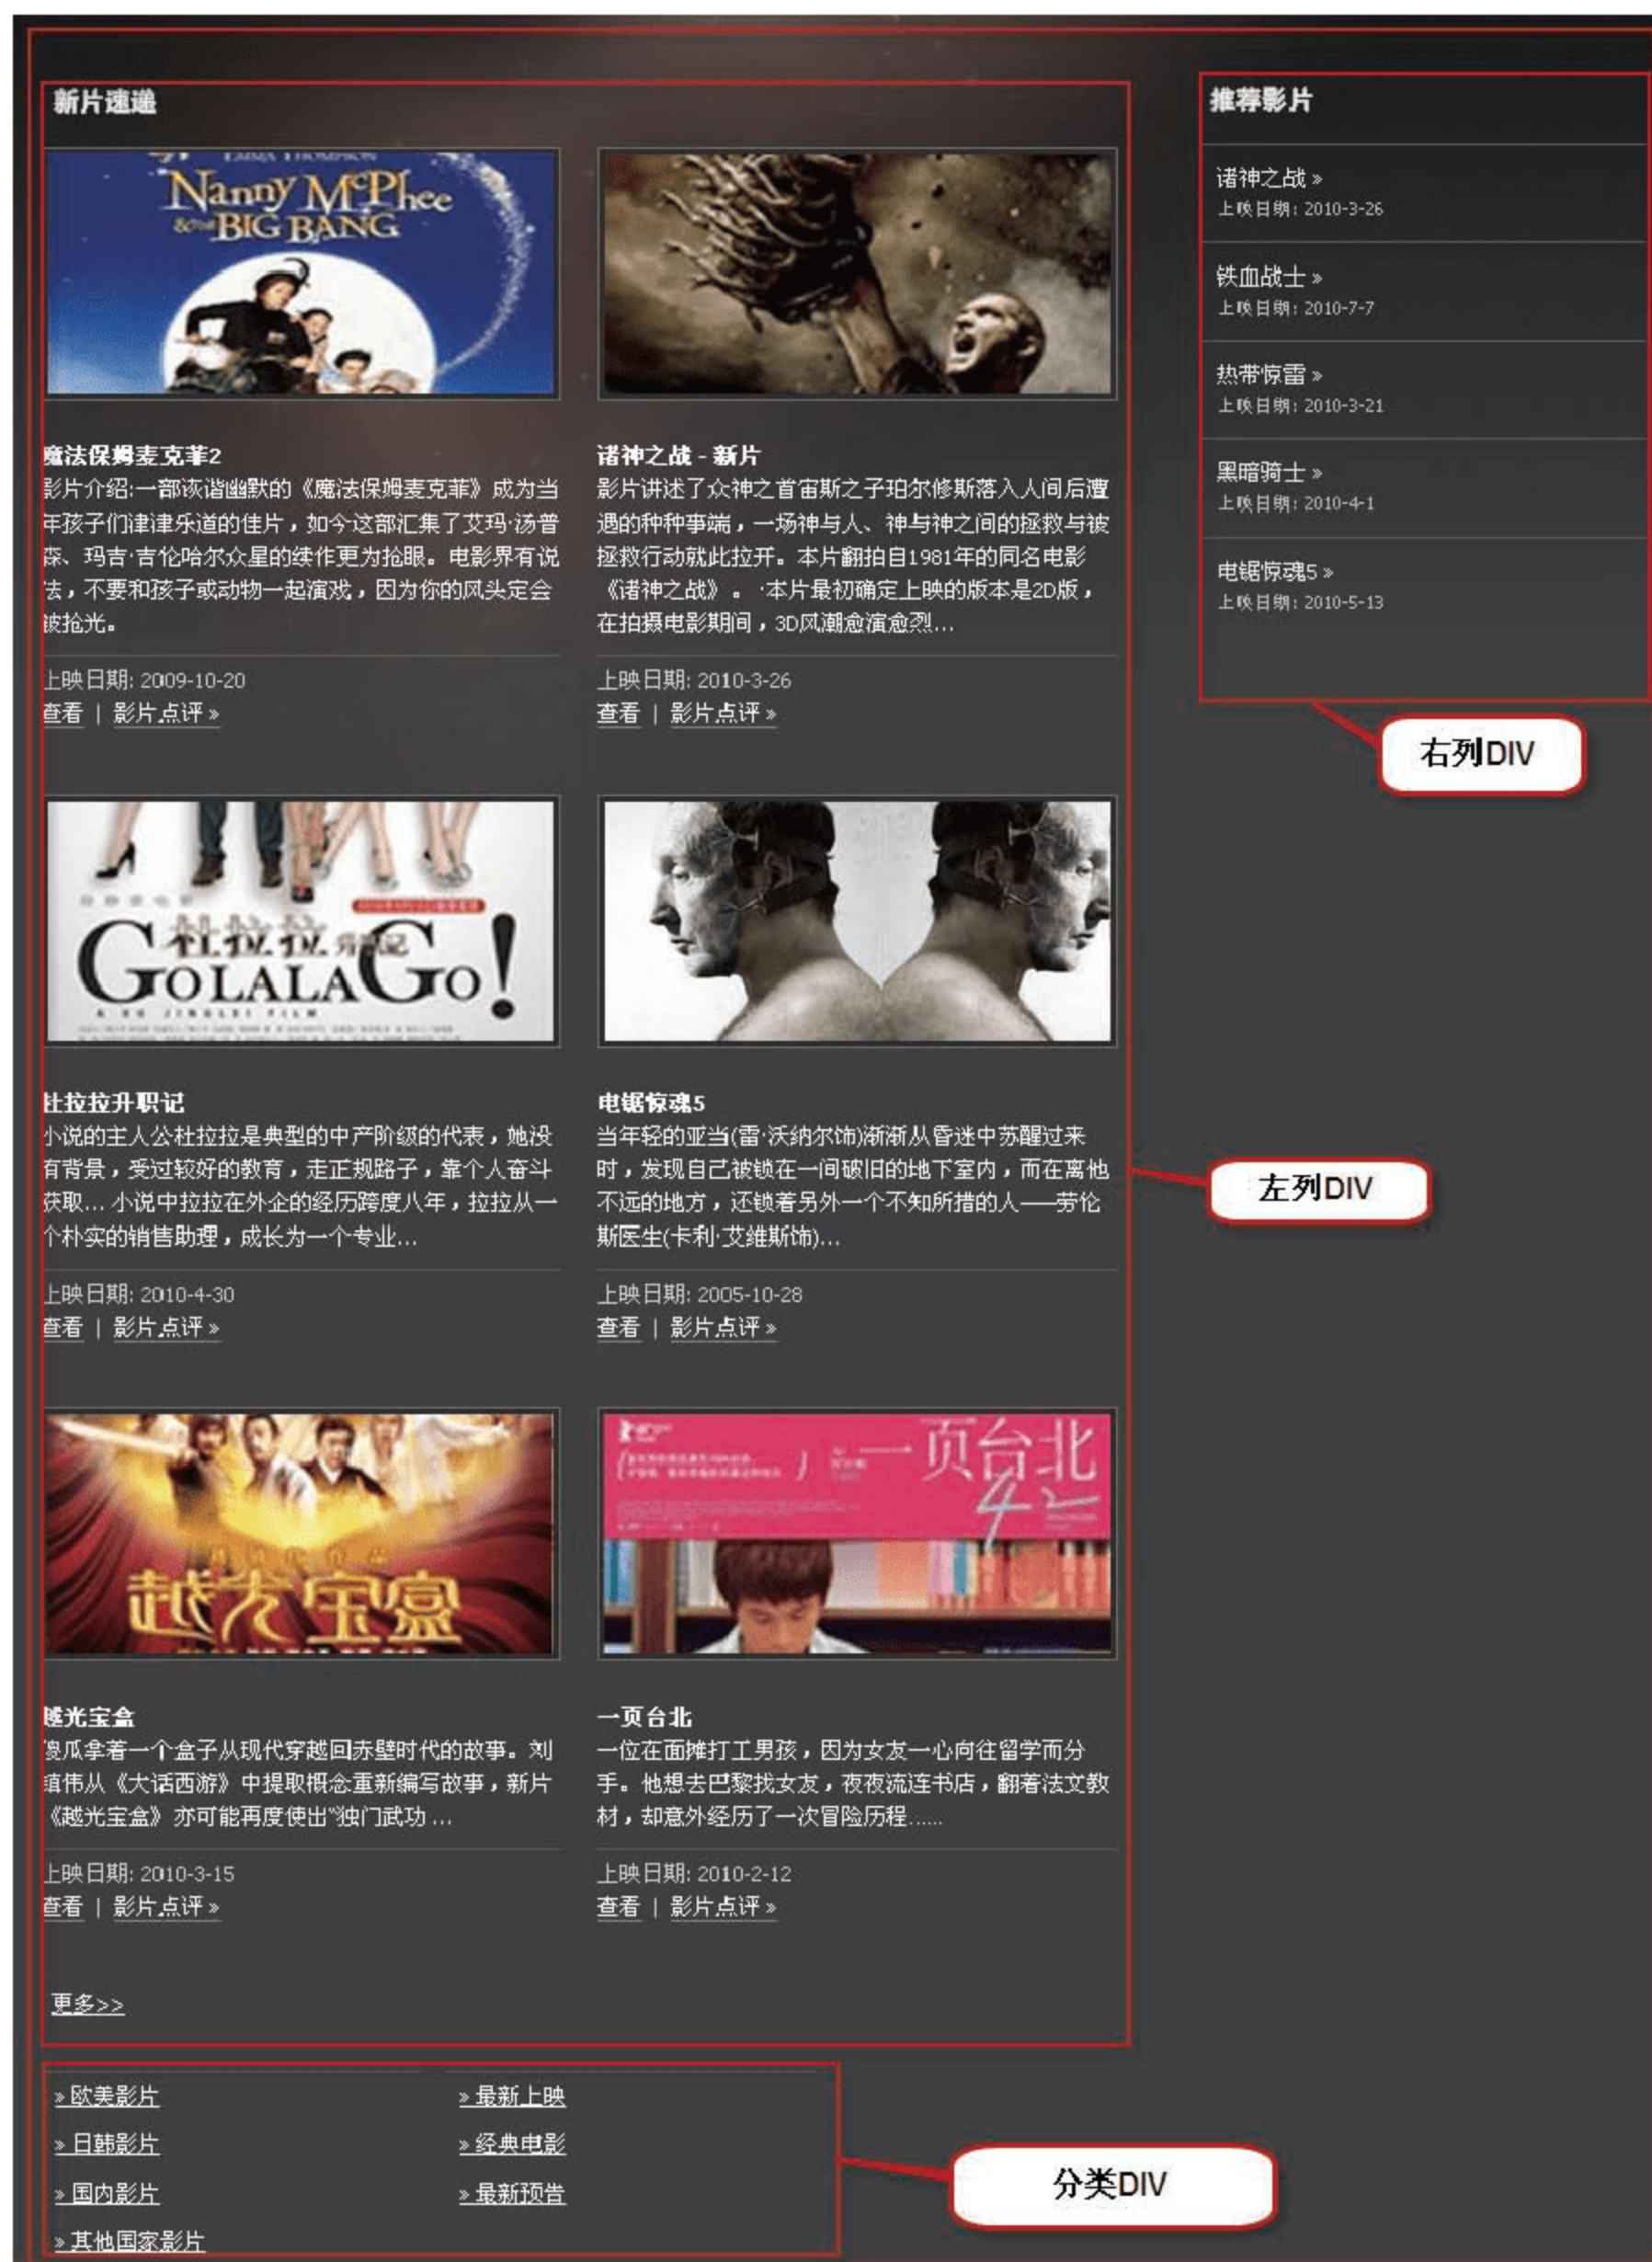 新片速递
EMMA THOMPSON
Nanny McPhee
& THE BIG BANG
魔法保姆麦克菲2
影片介绍:一部诙谐幽默的《魔法保姆麦克菲》成为当
年孩子们津津乐道的佳片，如今这部汇集了艾玛·汤普
森、玛吉·吉伦哈尔众星的续作更为抢眼。电影界有说
法，不要和孩子或动物一起演戏，因为你的风头定会
被抢光。
上映日期: 2009-10-20
查看 | 影片点评 »
诸神之战 - 新片
影片讲述了众神之首宙斯之子珀尔修斯落入人间后遭
遇的种种事端，一场神与人、神与神之间的拯救与被
拯救行动就此拉开。本片翻拍自1981年的同名电影
《诸神之战》。 ·本片最初确定上映的版本是2D版，
在拍摄电影期间，3D风潮愈演愈烈...
上映日期: 2010-3-26
查看 | 影片点评 »
杜拉拉升职记
GOLALAGO!
A XU JINGLEI FILM
杜拉拉升职记
小说的主人公杜拉拉是典型的中产阶级的代表，她没
有背景，受过较好的教育，走正规路子，靠个人奋斗
获取... 小说中拉拉在外企的经历跨度八年，拉拉从一
个朴实的销售助理，成长为一个专业...
上映日期: 2010-4-30
查看 | 影片点评 »
电锯惊魂5
当年轻的亚当(雷·沃纳尔饰)渐渐从昏迷中苏醒过来
时，发现自己被锁在一间破旧的地下室内，而在离他
不远的地方，还锁着另外一个不知所措的人——劳伦
斯医生(卡利·艾维斯饰)...
上映日期: 2005-10-28
查看 | 影片点评 »
越光宝盒
越光宝盒
傻瓜拿着一个盒子从现代穿越回赤壁时代的故事。刘
镇伟从《大话西游》中提取概念重新编写故事，新片
《越光宝盒》亦可能再度使出“独门武功 ...
上映日期: 2010-3-15
查看 | 影片点评 »
一页台北
一页台北
一位在面摊打工男孩，因为女友一心向往留学而分
手。他想去巴黎找女友，夜夜流连书店，翻着法文教
材，却意外经历了一次冒险历程......
上映日期: 2010-2-12
查看 | 影片点评 »
更多>>
推荐影片
诸神之战 »
上映日期: 2010-3-26
铁血战士 »
上映日期: 2010-7-7
热带惊雷 »
上映日期: 2010-3-21
黑暗骑士 »
上映日期: 2010-4-1
电锯惊魂5 »
上映日期: 2010-5-13
右列DIV
左列DIV
» 欧美影片
» 日韩影片
» 国内影片
» 其他国家影片
» 最新上映
» 经典电影
» 最新预告
分类DIV